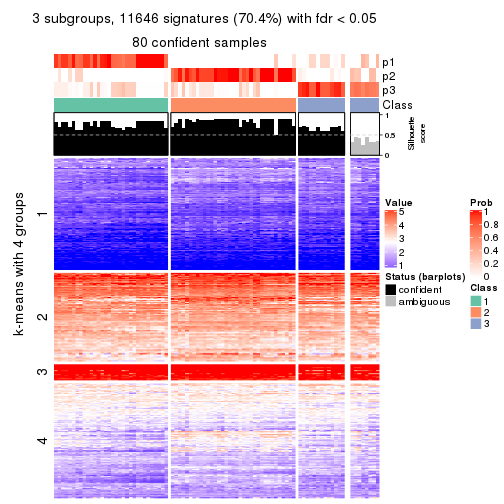 3 subgroups, 11646 signatures (70.4%) with fdr < 0.05
80 confident samples
p1
p2
p3
Class
1
0.5
0
Silhouette
score
k-means with 4 groups
1
2
3
4
Value
5
4
3
2
1
Status (barplots)
confident
ambiguous
Prob
1
0.8
0.6
0.4
0.2
0
Class
1
2
3